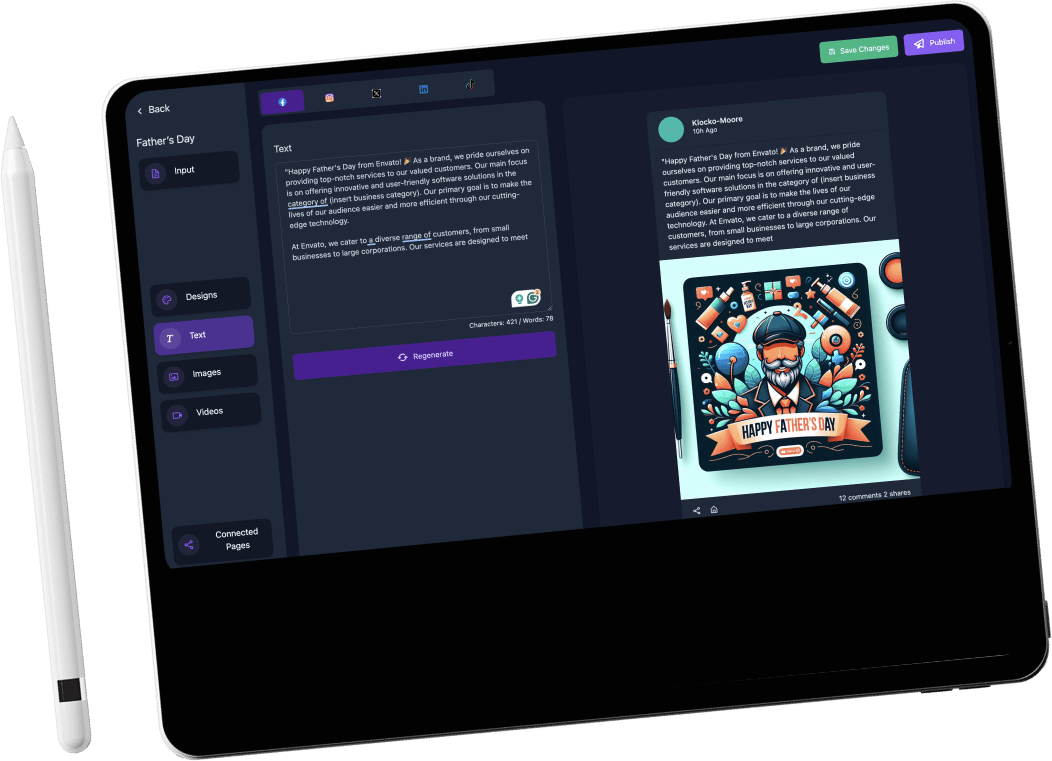 Back
Save Changes
Publish
Father's Day
Input
Designs
Text
Images
Videos
Connected
Pages
Text
"Happy Father's Day from Envato! 🎉 As a brand, we pride ourselves on
providing top-notch services to our valued customers. Our main focus
is on offering innovative and user-friendly software solutions in the
category of (insert business category). Our primary goal is to make the
lives of our audience easier and more efficient through our cutting-
edge technology.
At Envato, we cater to a diverse range of customers, from small
businesses to large corporations. Our services are designed to meet
Characters: 421 / Words: 78
Regenerate
Klocko-Moore
10h Ago
"Happy Father's Day from Envato! 🎉 As a brand, we pride
ourselves on providing top-notch services to our valued
customers. Our main focus is on offering innovative and user-
friendly software solutions in the category of (insert business
category). Our primary goal is to make the lives of our
audience easier and more efficient through our cutting-edge
technology. At Envato, we cater to a diverse range of
customers, from small businesses to large corporations. Our
services are designed to meet
HAPPY FATHER'S DAY
12 comments 2 shares